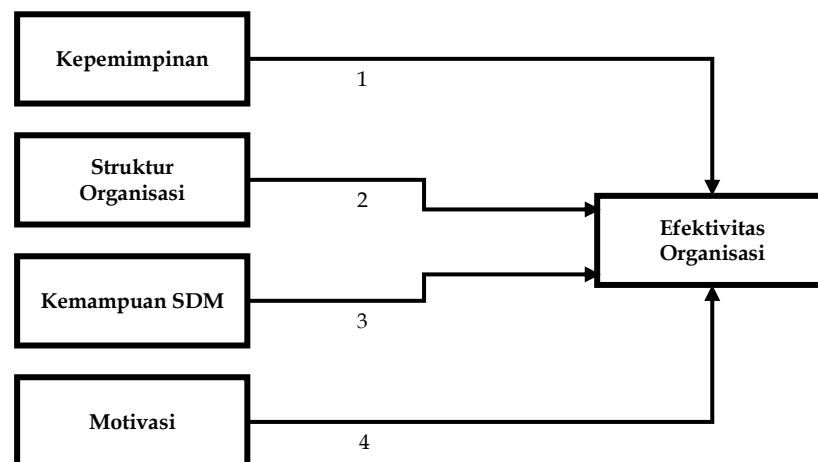 Kepemimpinan
1
Struktur
Organisasi
2
Efektivitas
Organisasi
Kemampuan SDM
3
Motivasi
4